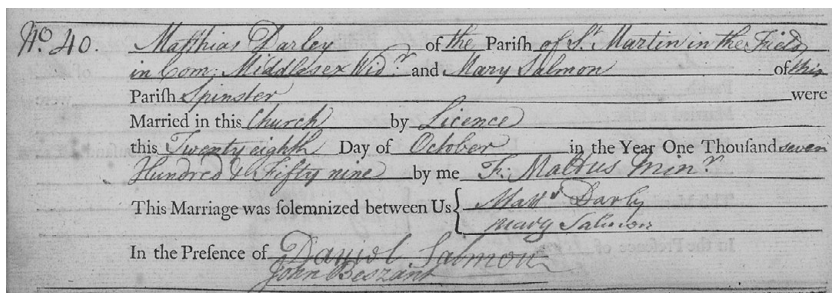 No. 40. Matthias Darley of the Parish of St. Martin in the Fields
in Com. Middlesex Widr. and Mary Salmon of this
Parish Spinster were
Married in this Church by Licence
this Twenty eighth Day of October in the Year One Thousand seven
Hundred & Fifty nine by me Fr. Maltus Minr.
This Marriage was solemnized between Us Mattw Darly
Mary Salmon
In the Presence of Daniel Salmon
John Beszant